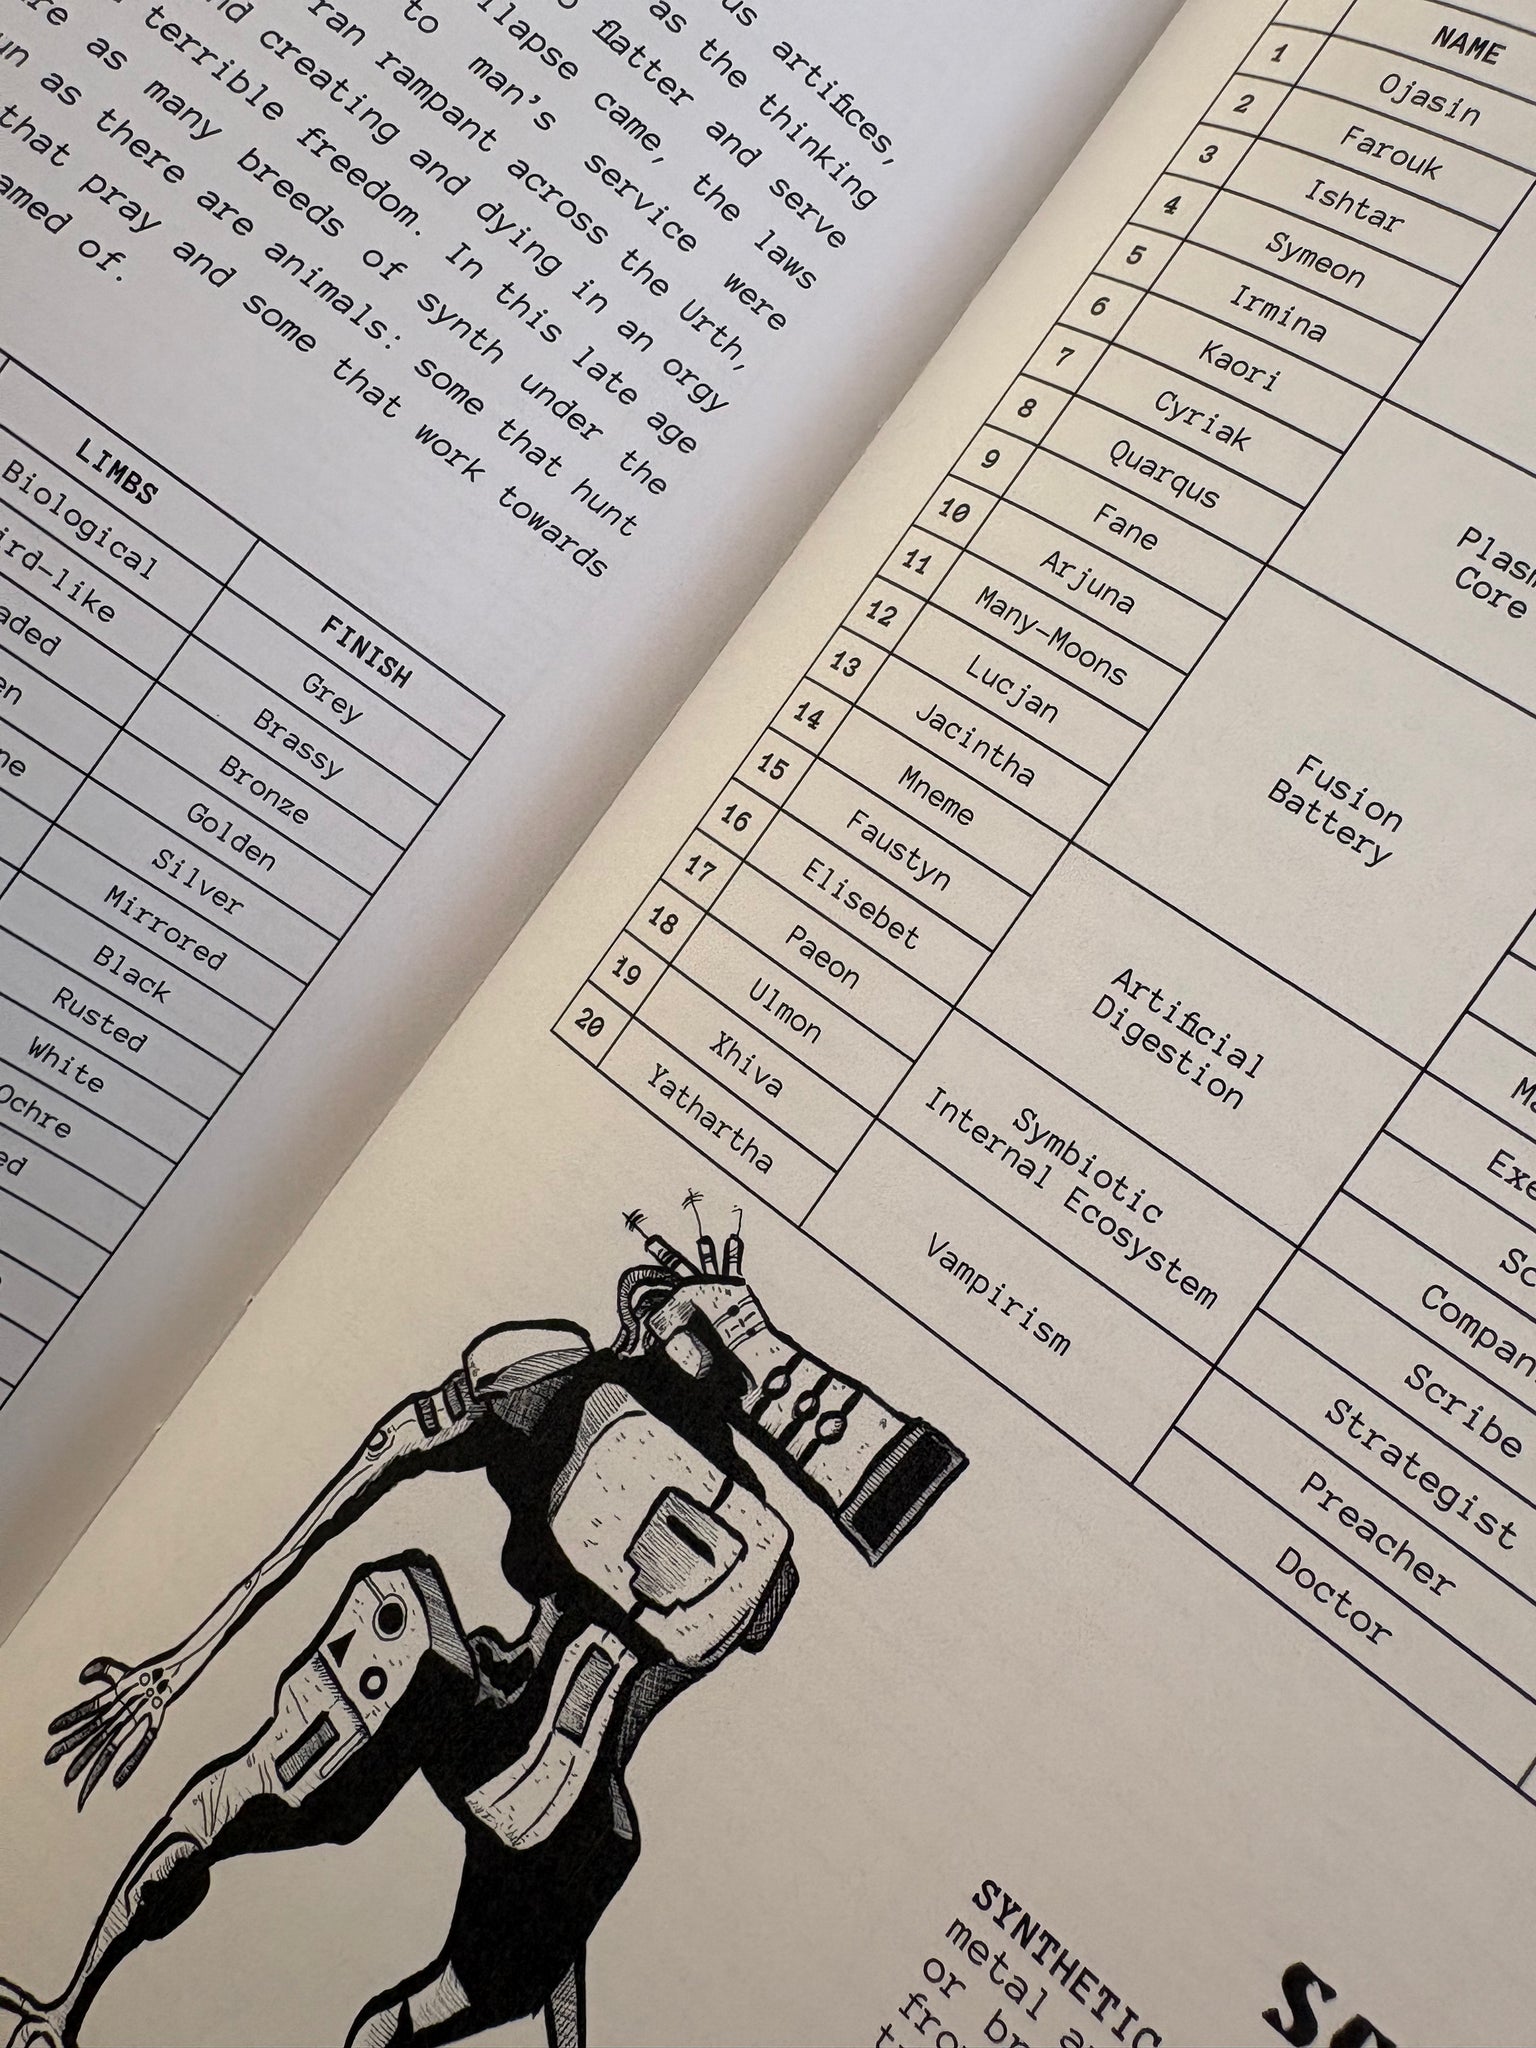 artifices,
as the thinking
flatter and serve
came, the laws
to man's service were
ran rampant across the Urth,
creating and dying in an orgy
terrible freedom. In this late age
as many breeds of synth under the
as there are animals: some that hunt
that pray and some that work towards
of.
LIMBS FINISH
Biological Grey
Brassy
Bronze
Golden
Silver
Mirrored
Black
Rusted
White
Ochre
NAME
1 Ojasin
2 Farouk
3 Ishtar
4 Symeon
5 Irmina
6 Kaori
7 Cyriak
8 Quarqus
9 Fane
10 Arjuna
11 Many-Moons
12 Lucjan
13 Jacintha
14 Mneme
15 Faustyn
16 Elisebet
17 Paeon
18 Ulmon
19 Xhiva
20 Yathartha
Core
Fusion
Battery
Artificial
Digestion
Symbiotic
Internal Ecosystem
Vampirism
Scribe
Strategist
Preacher
Doctor
SYNTHETIC
metal
or